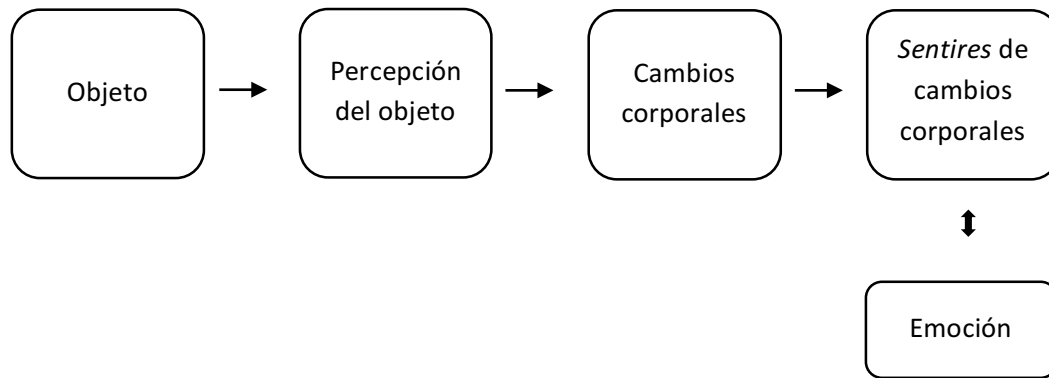 Objeto
Percepción
del objeto
Cambios
corporales
Sentires de
cambios
corporales
Emoción